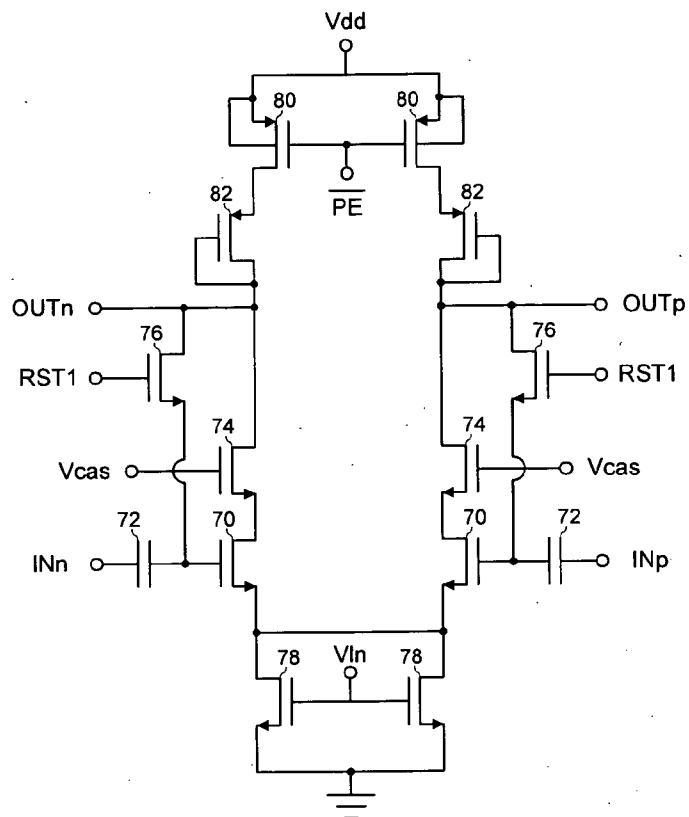 Vdd
80 80
PE
82 82
OUTn OUTp
76 76
RST1 RST1
74 74
Vcas Vcas
72 70 70 72
INn INp
78 Vln 78